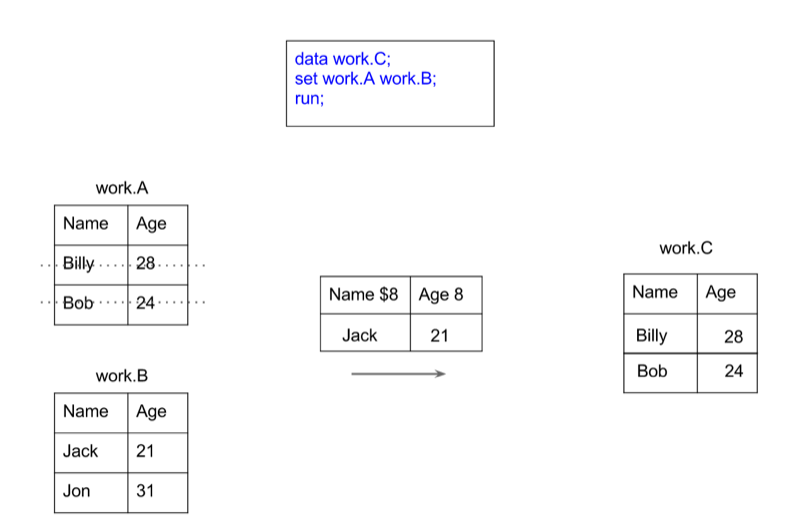 data work.C;
set work.A work.B;
run;
work.A
Name Age
Billy 28
Bob 24
work.B
Name Age
Jack 21
Jon 31
Name $8 Age 8
Jack 21
work.C
Name Age
Billy 28
Bob 24